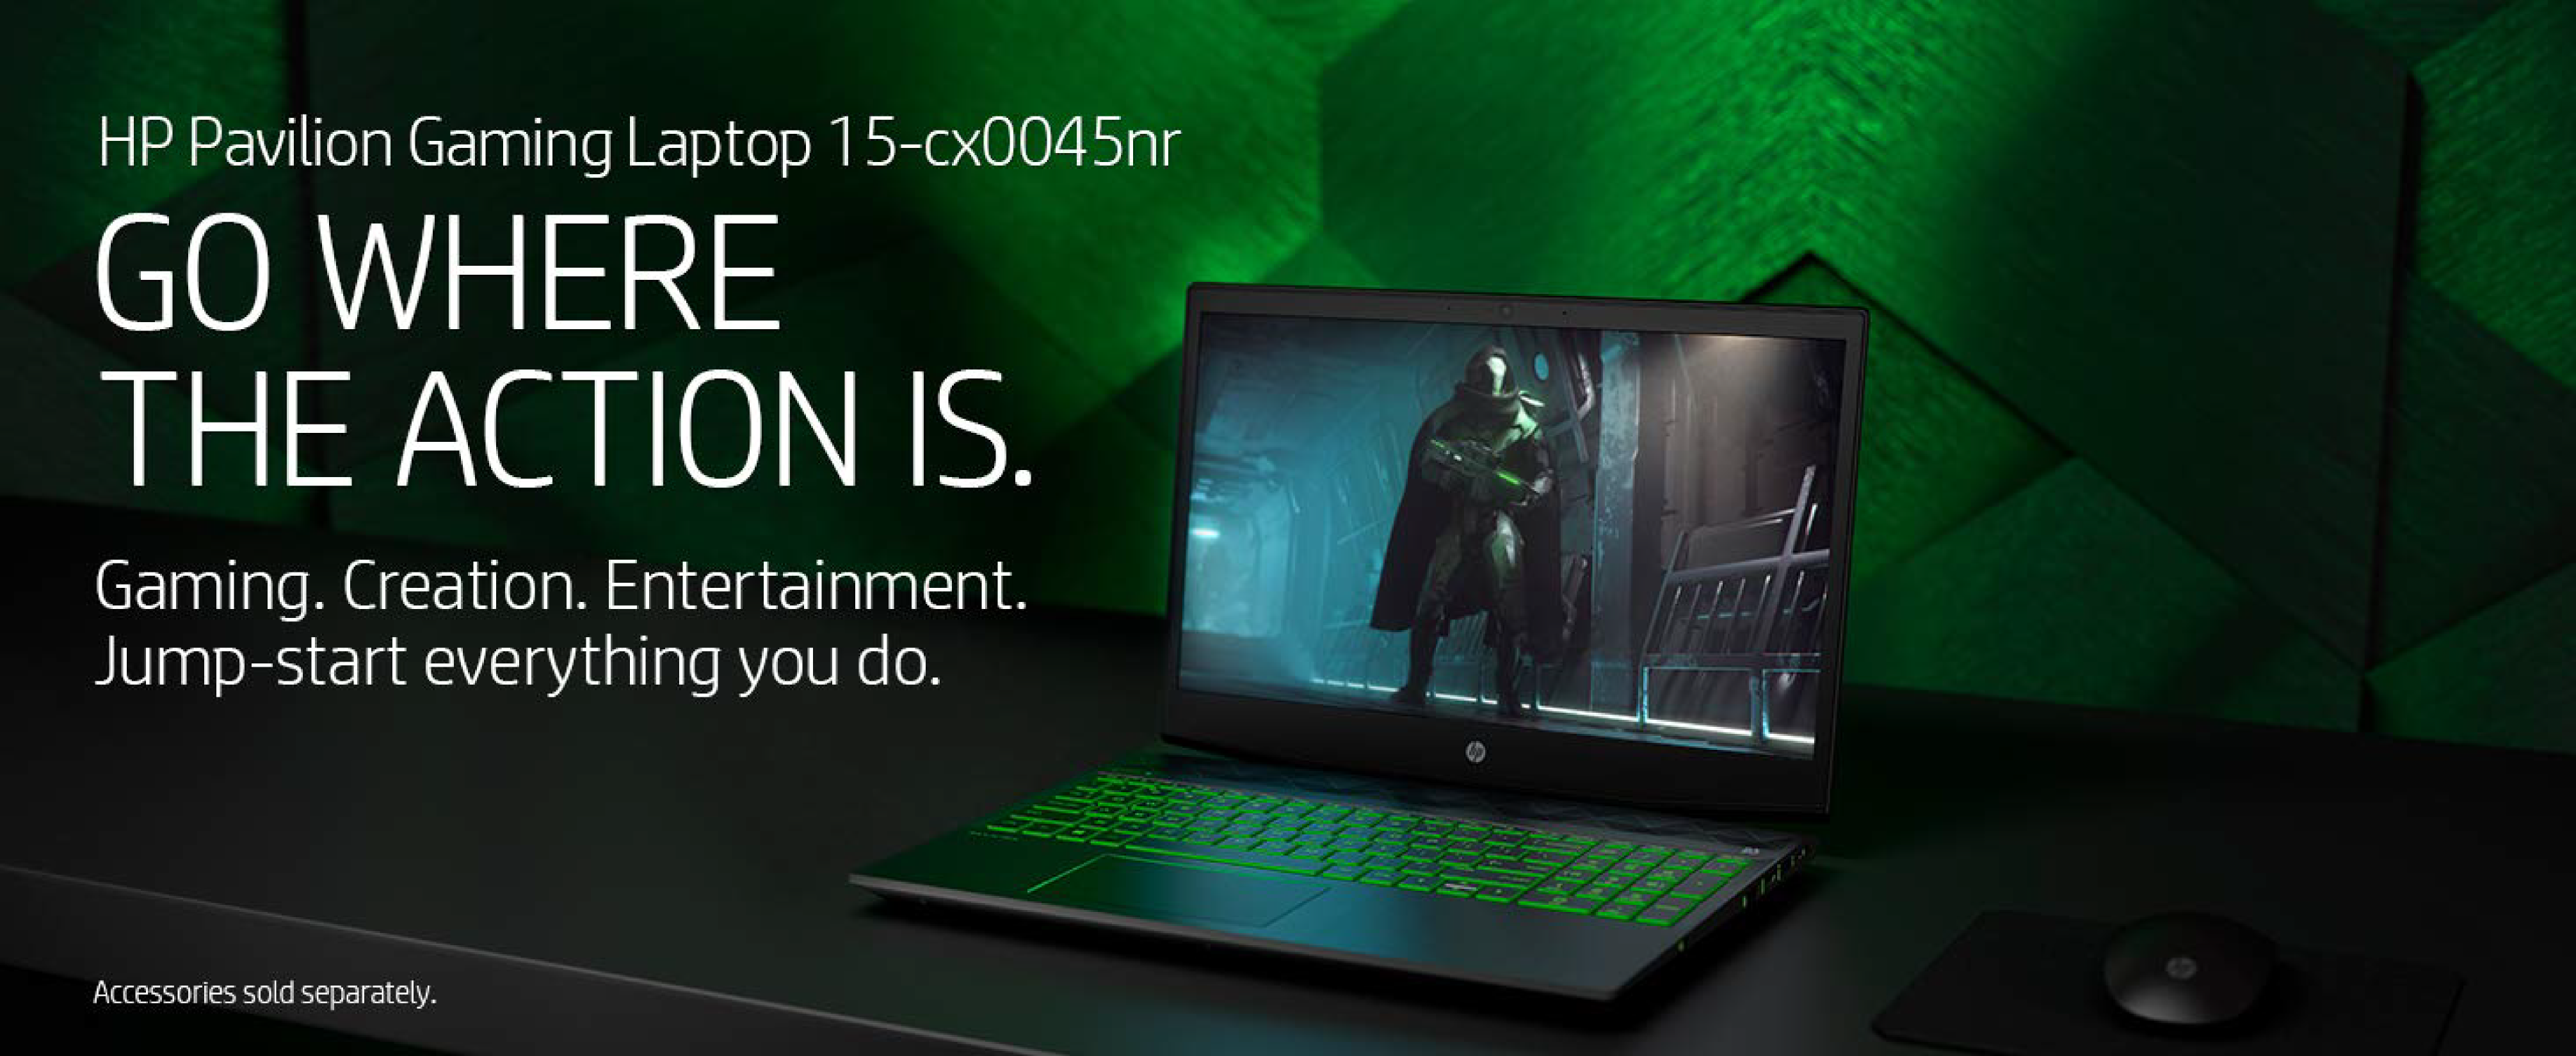 HP Pavilion Gaming Laptop 15-cx0045nr
GO WHERE
THE ACTION IS.
Gaming. Creation. Entertainment.
Jump-start everything you do.
hp
Accessories sold separately.